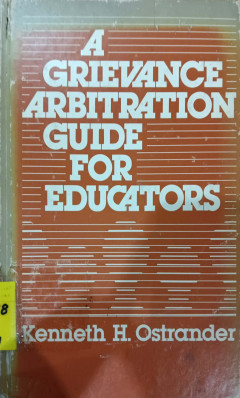 A
GRIEVANCE
ARBITRATION
GUIDE
FOR
EDUCATORS
Kenneth H. Ostrander